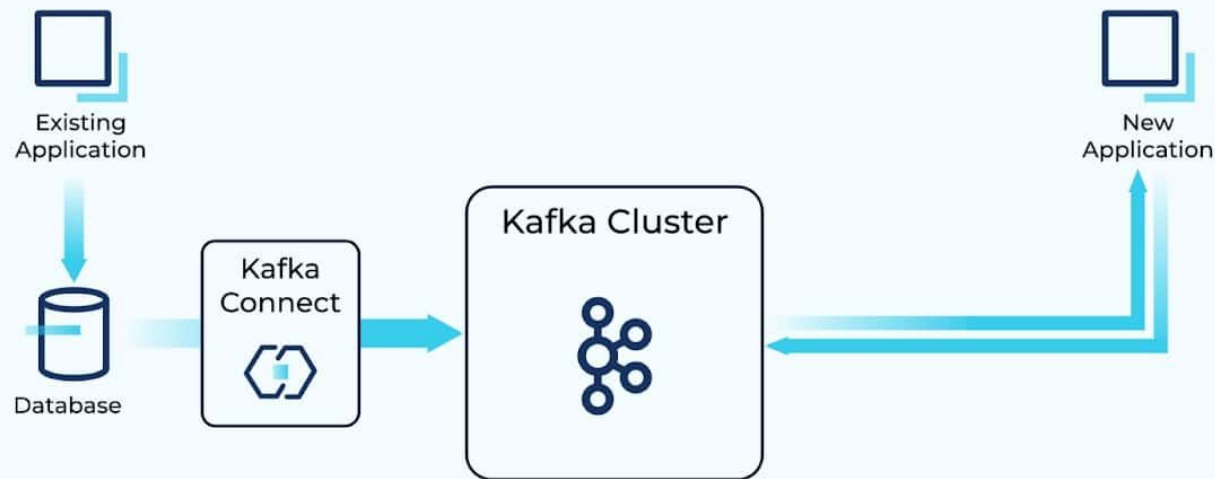 Existing
Application
New
Application
Kafka Cluster
Kafka
Connect
Database